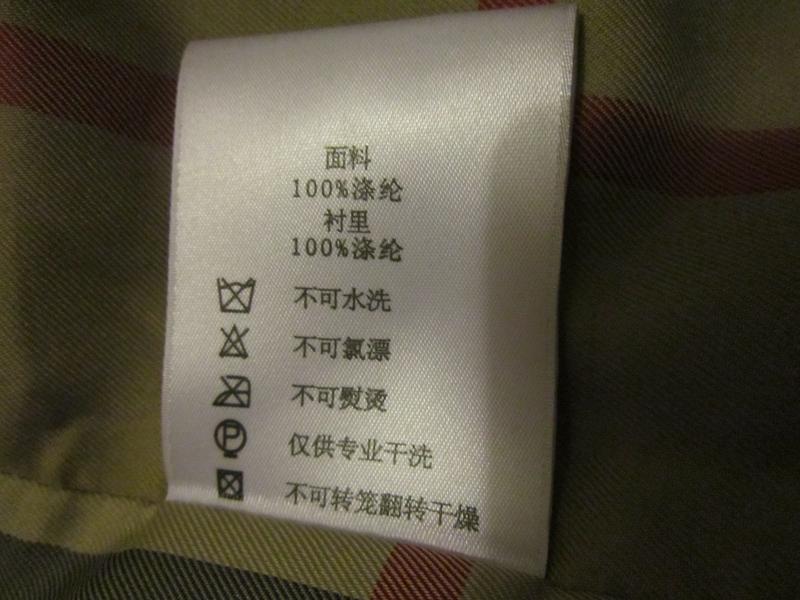 面料
100%涤纶
衬里
100%涤纶
不可水洗
不可氯漂
不可熨烫
P 仅供专业干洗
不可转笼翻转干燥